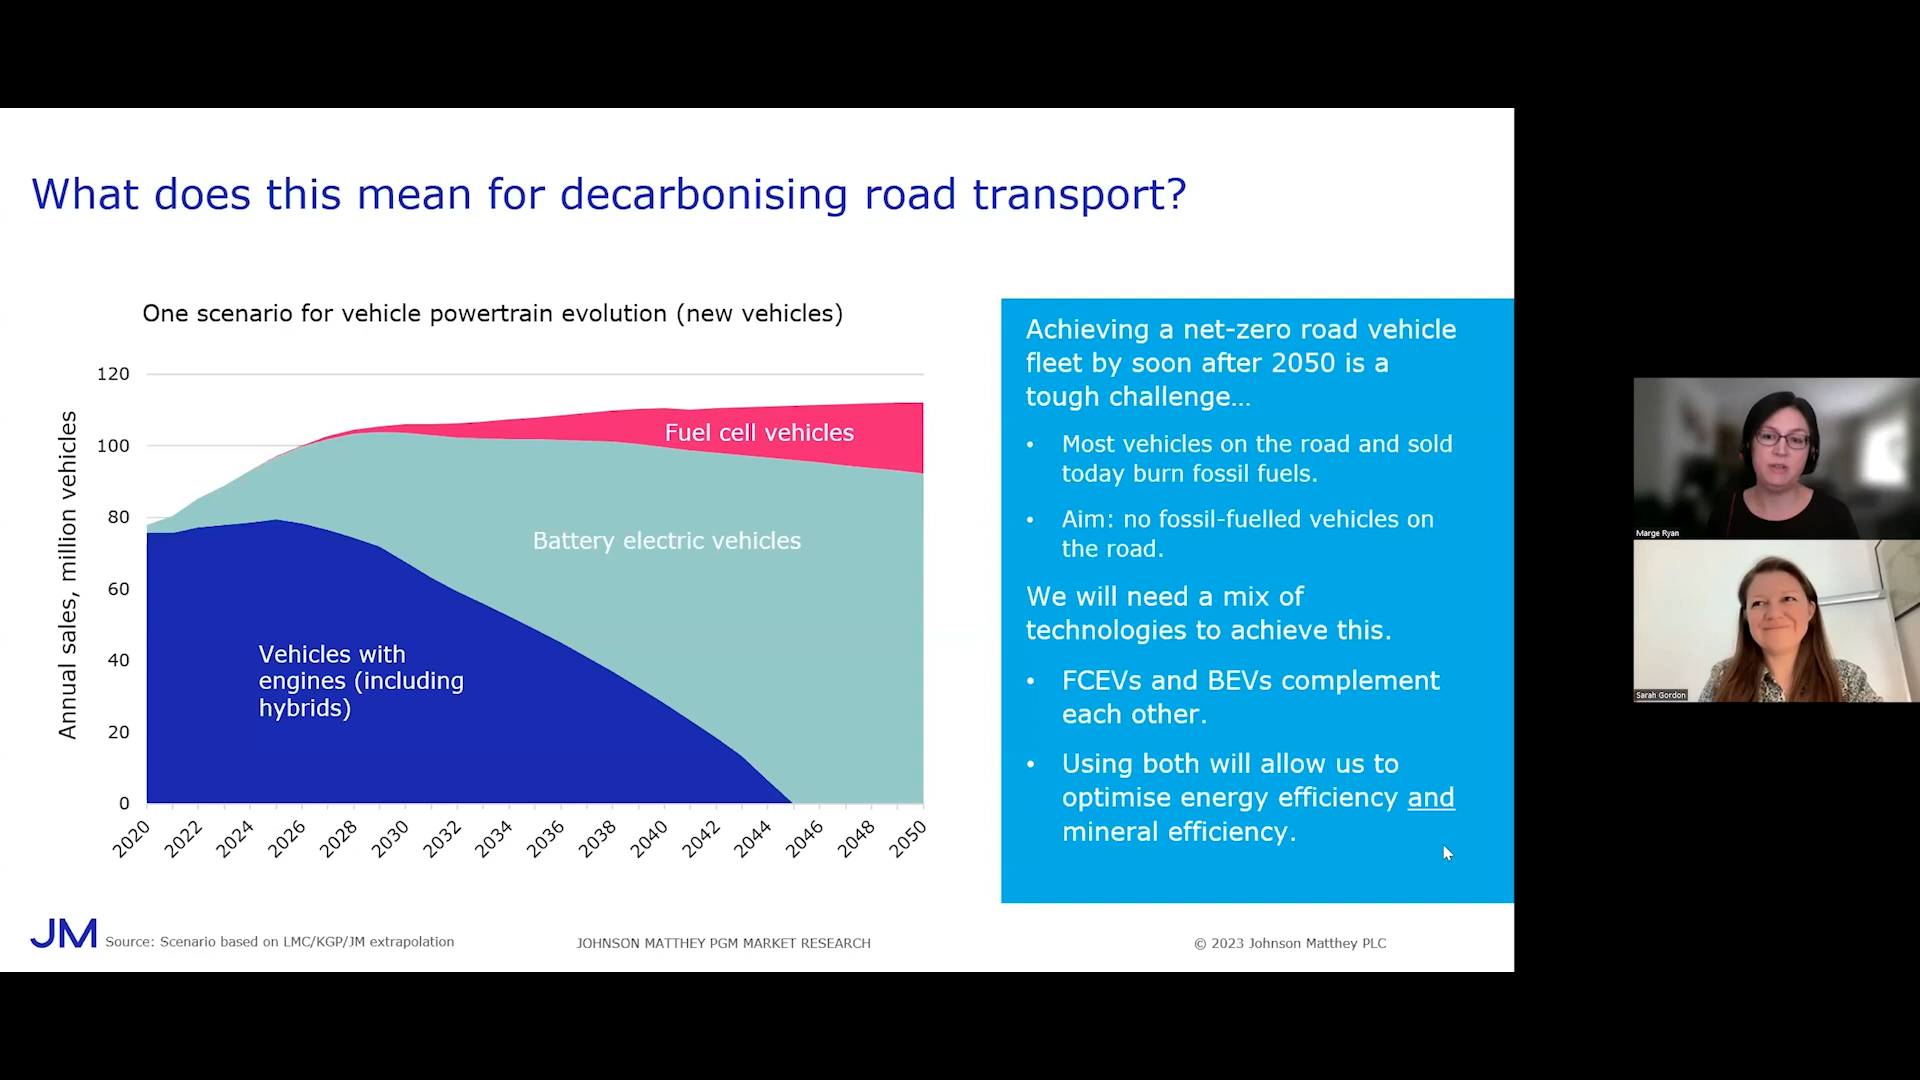 What does this mean for decarbonising road transport?
One scenario for vehicle powertrain evolution (new vehicles)
Annual sales, million vehicles
120
100
80
60
40
20
0
Fuel cell vehicles
Battery electric vehicles
Vehicles with
engines (including
hybrids)
2020
2022
2024
2026
2028
2030
2032
2034
2036
2038
2040
2042
2044
2046
2048
2050
Achieving a net-zero road vehicle
fleet by soon after 2050 is a
tough challenge...
• Most vehicles on the road and sold
today burn fossil fuels.
• Aim: no fossil-fuelled vehicles on
the road.
We will need a mix of
technologies to achieve this.
• FCEVs and BEVs complement
each other.
• Using both will allow us to
optimise energy efficiency and
mineral efficiency.
JM
Source: Scenario based on LMC/KGP/JM extrapolation
JOHNSON MATTHEY PGM MARKET RESEARCH
© 2023 Johnson Matthey PLC
Marge Ryan
Sarah Gordon